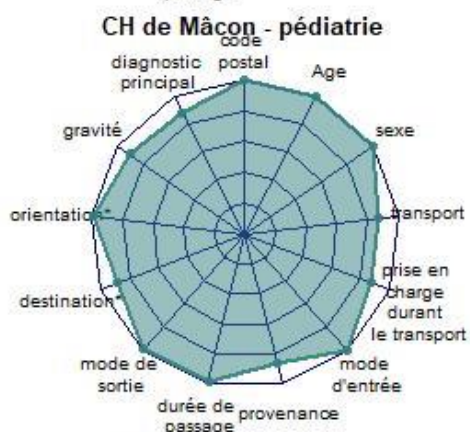 CH de Mâcon - pédiatrie
code
postal
Age
sexe
transport
prise en
charge
durant
le transport
mode
d'entrée
provenance
durée de
passage
mode de
sortie
destination*
orientation*
gravité
diagnostic
principal